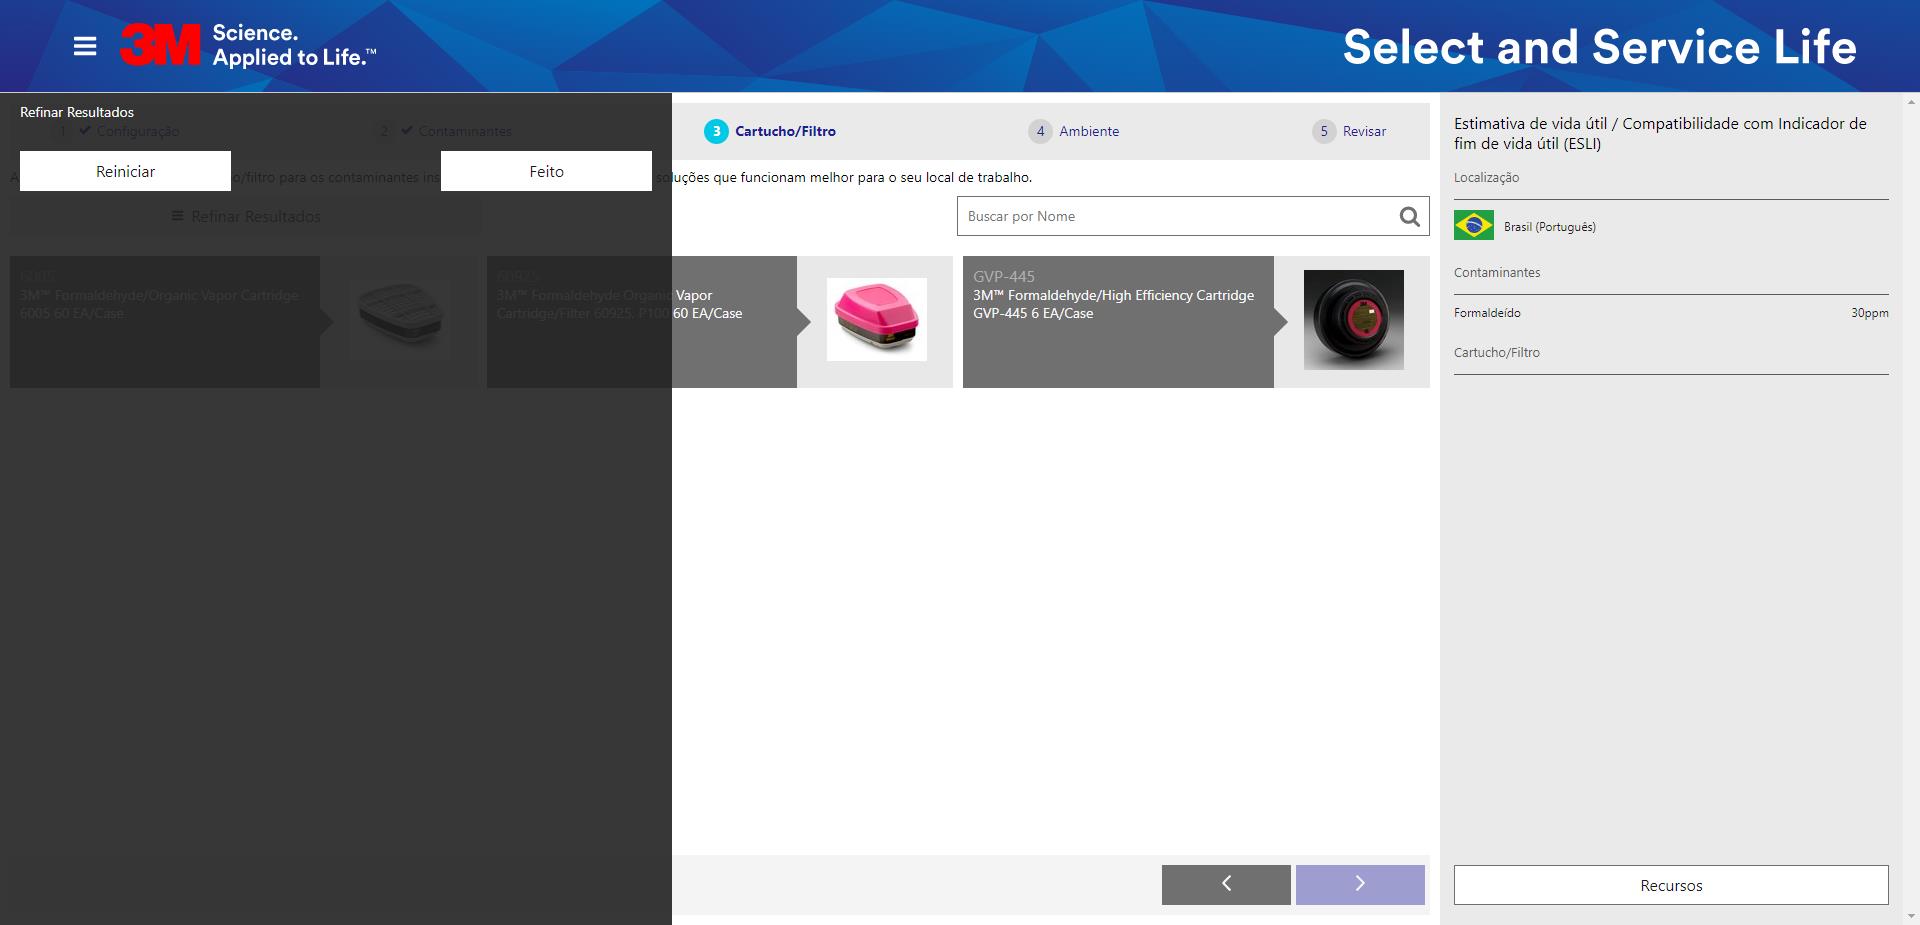 3M Science.
Applied to Life.™
Select and Service Life
Refinar Resultados
1 Configuração
2 Contaminantes
3 Cartucho/Filtro
4 Ambiente
5 Revisar
Reiniciar
Feito
o/filtro para os contaminantes ins
oluções que funcionam melhor para o seu local de trabalho.
Refinar Resultados
Buscar por Nome
6005
3M™ Formaldehyde/Organic Vapor Cartridge
6005 60 EA/Case
60925
3M™ Formaldehyde Organic Vapor
Cartridge/Filter 60925, P100 60 EA/Case
GVP-445
3M™ Formaldehyde/High Efficiency Cartridge
GVP-445 6 EA/Case
Estimativa de vida útil / Compatibilidade com Indicador de
fim de vida útil (ESLI)
Localização
Brasil (Português)
Contaminantes
Formaldeído 30ppm
Cartucho/Filtro
Recursos